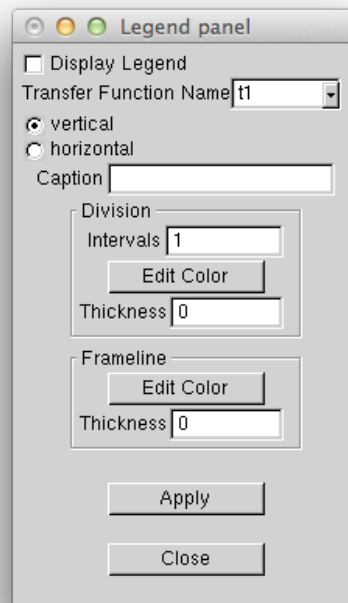 Legend panel
Display Legend
Transfer Function Name t1
vertical
horizontal
Caption
Division
Intervals 1
Edit Color
Thickness 0
Frameline
Edit Color
Thickness 0
Apply
Close